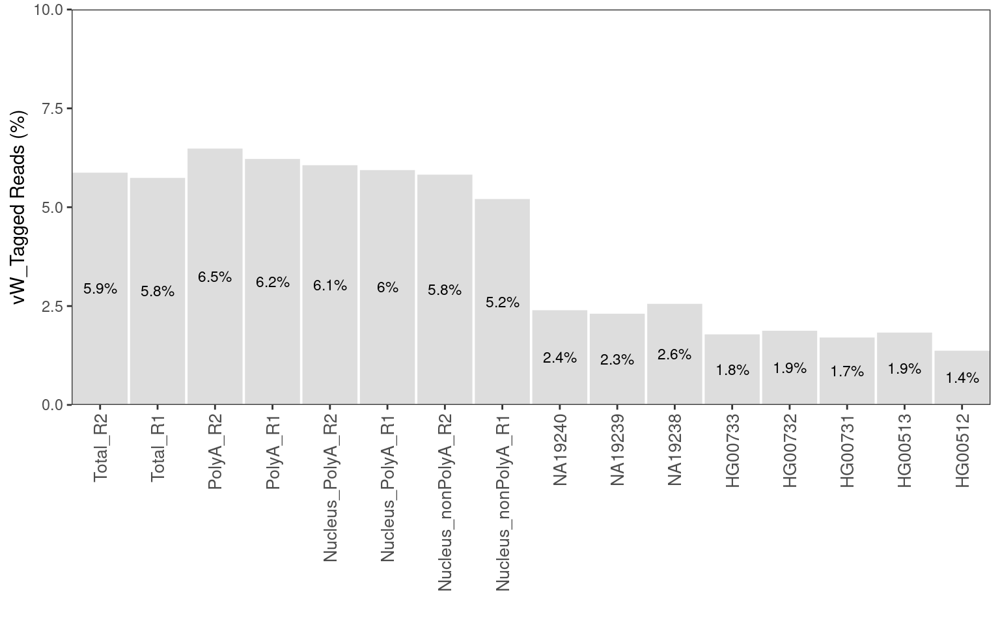 vW_Tagged Reads (%)
10.0
7.5
5.0
2.5
0.0
5.9%
5.8%
6.5%
6.2%
6.1%
6%
5.8%
5.2%
2.4%
2.3%
2.6%
1.8%
1.9%
1.7%
1.9%
1.4%
Total_R2
Total_R1
PolyA_R2
PolyA_R1
Nucleus_PolyA_R2
Nucleus_PolyA_R1
Nucleus_nonPolyA_R2
Nucleus_nonPolyA_R1
NA19240
NA19239
NA19238
HG00733
HG00732
HG00731
HG00513
HG00512